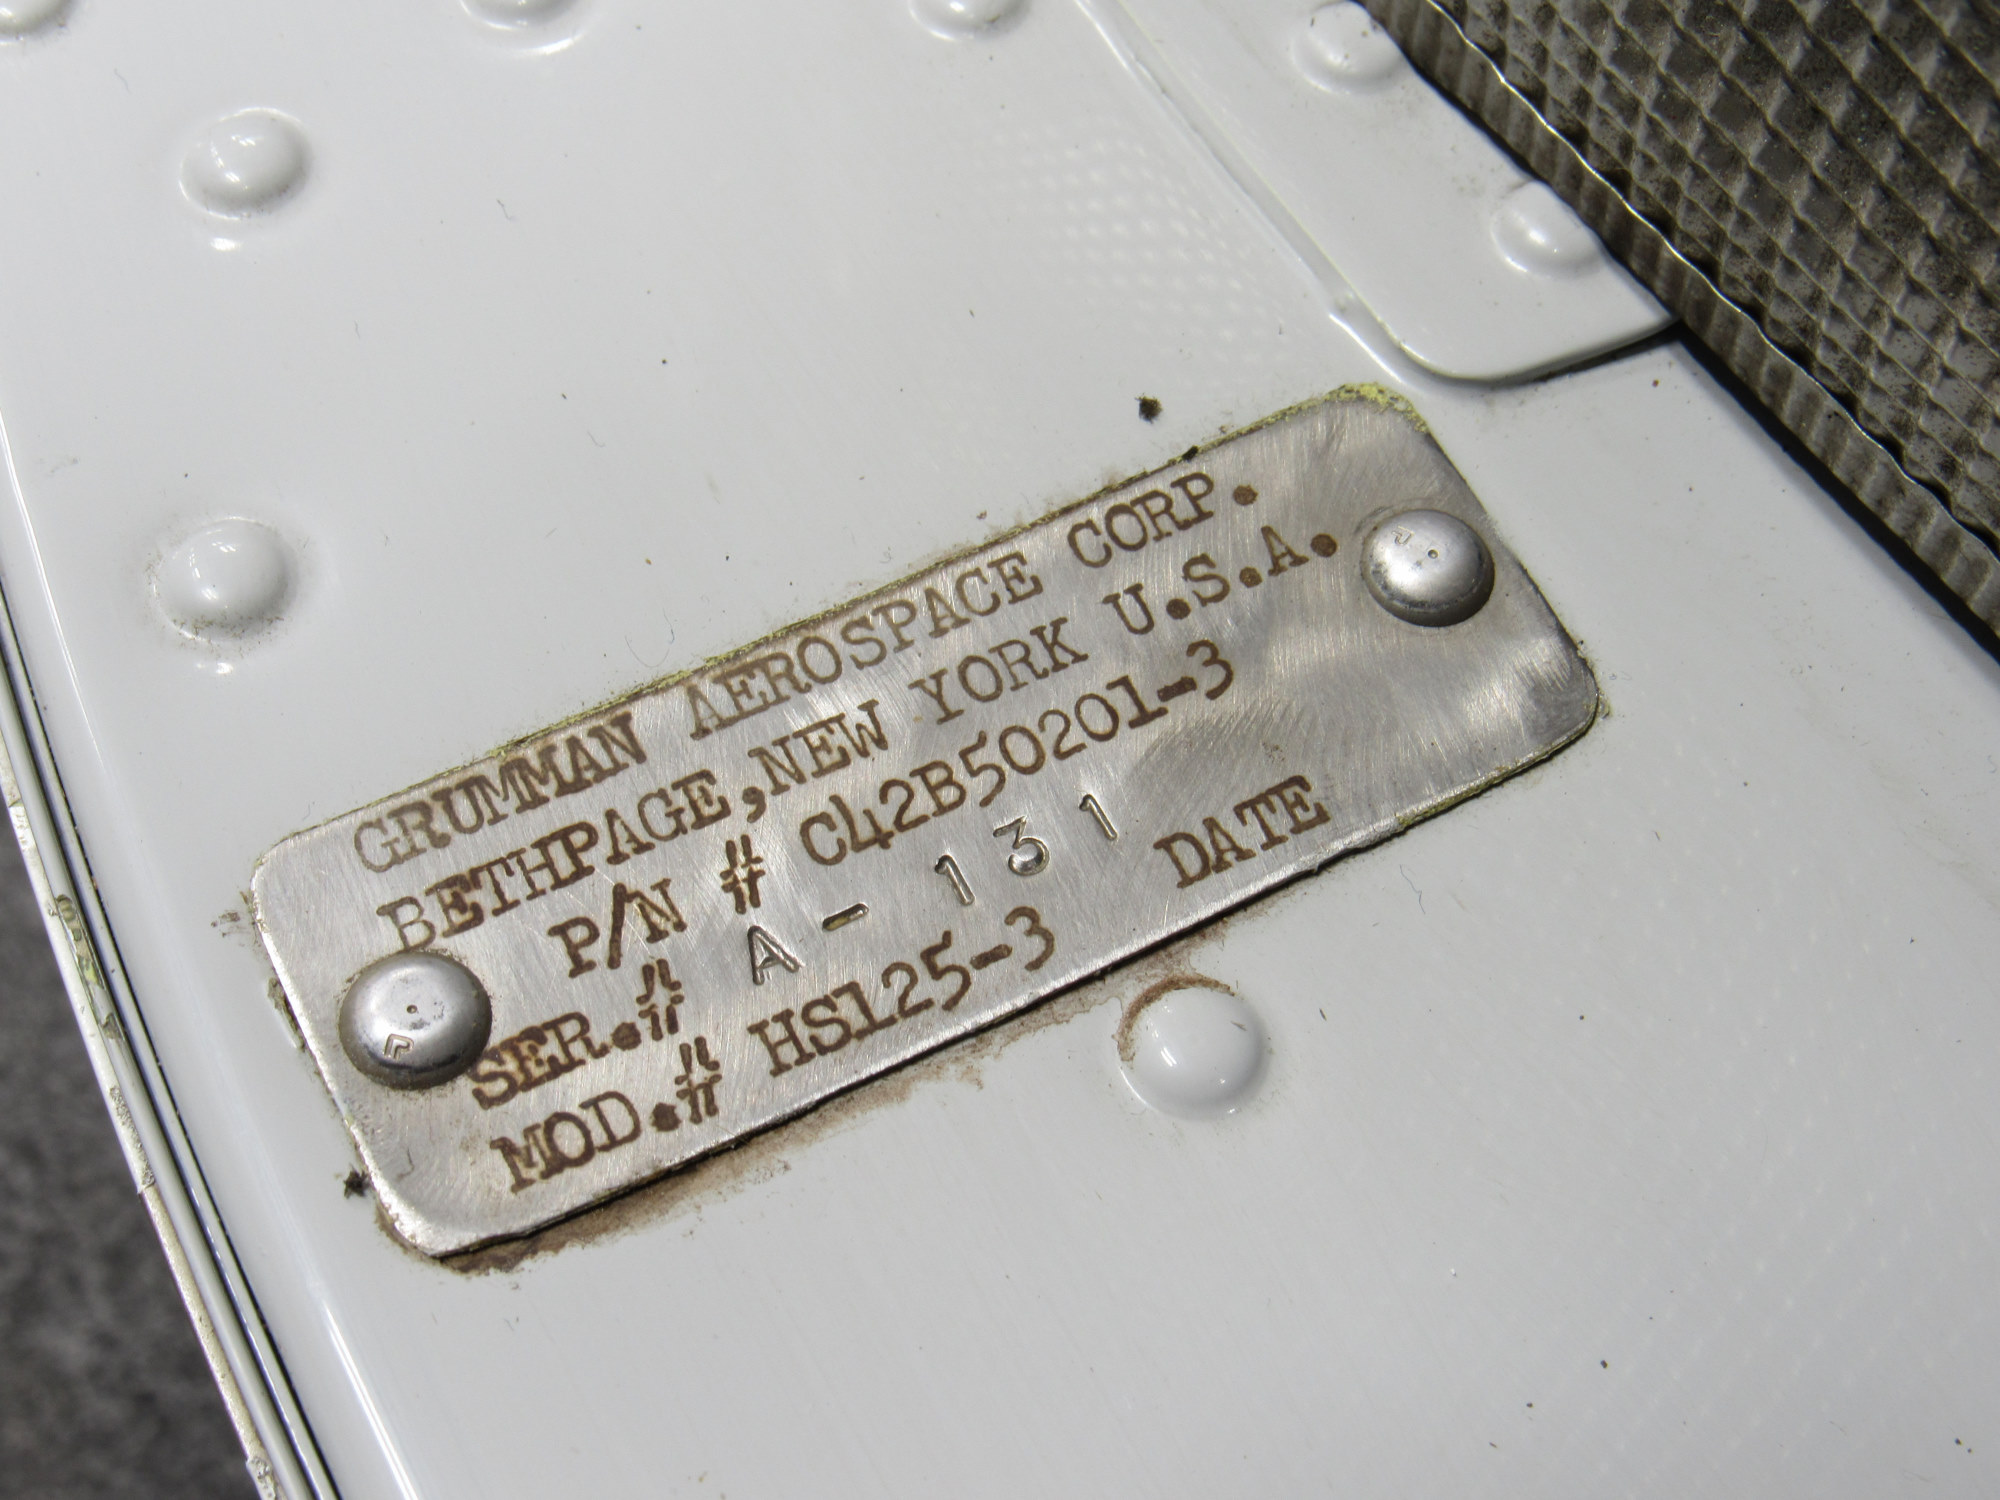 GRUMMAN AEROSPACE CORP.
BETHPAGE, NEW YORK U.S.A.
P/N # C42B50201-3
SER.# A-131
MOD.# HS125-3 DATE